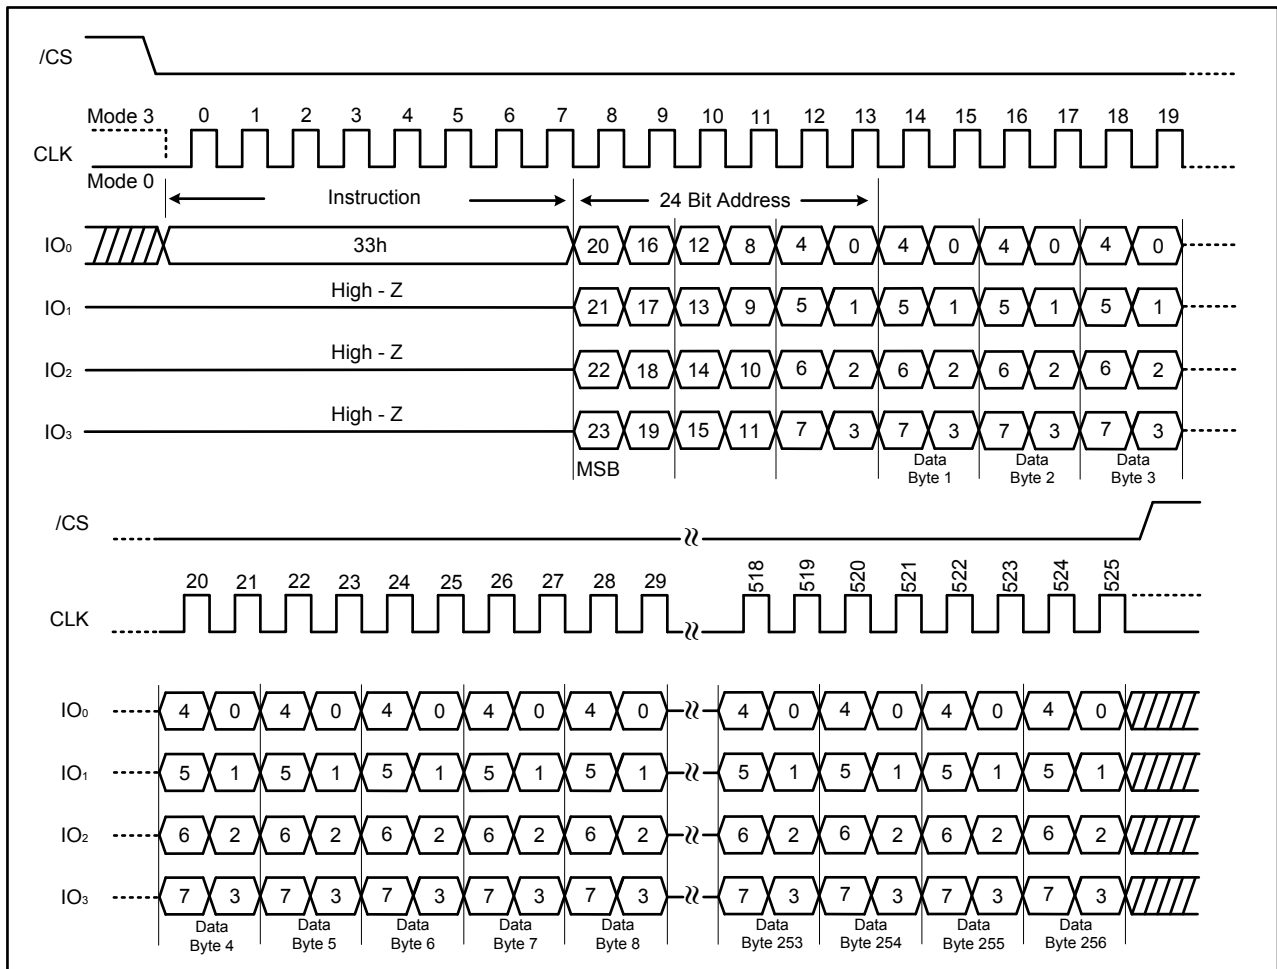 /CS
Mode 3 0 1 2 3 4 5 6 7 8 9 10 11 12 13 14 15 16 17 18 19
CLK
Mode 0
Instruction 24 Bit Address
IO₀ 33h 20 16 12 8 4 0 4 0 4 0 4 0
High - Z
IO₁ 21 17 13 9 5 1 5 1 5 1 5 1
High - Z
IO₂ 22 18 14 10 6 2 6 2 6 2 6 2
High - Z
IO₃ 23 19 15 11 7 3 7 3 7 3 7 3
MSB Data Data Data
Byte 1 Byte 2 Byte 3
/CS
20 21 22 23 24 25 26 27 28 29 518 519 520 521 522 523 524 525
CLK
IO₀ 4 0 4 0 4 0 4 0 4 0 4 0 4 0 4 0 4 0
IO₁ 5 1 5 1 5 1 5 1 5 1 5 1 5 1 5 1 5 1
IO₂ 6 2 6 2 6 2 6 2 6 2 6 2 6 2 6 2 6 2
IO₃ 7 3 7 3 7 3 7 3 7 3 7 3 7 3 7 3 7 3
Data Data Data Data Data Data Data Data Data
Byte 4 Byte 5 Byte 6 Byte 7 Byte 8 Byte 253 Byte 254 Byte 255 Byte 256